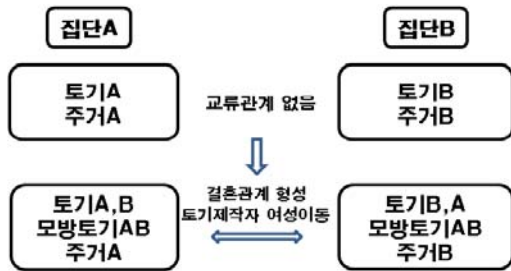 집단A
집단B
토기A
주거A
교류관계 없음
토기B
주거B
토기A,B
모방토기AB
주거A
결혼관계 형성
토기제작자 여성이동
토기B,A
모방토기AB
주거B